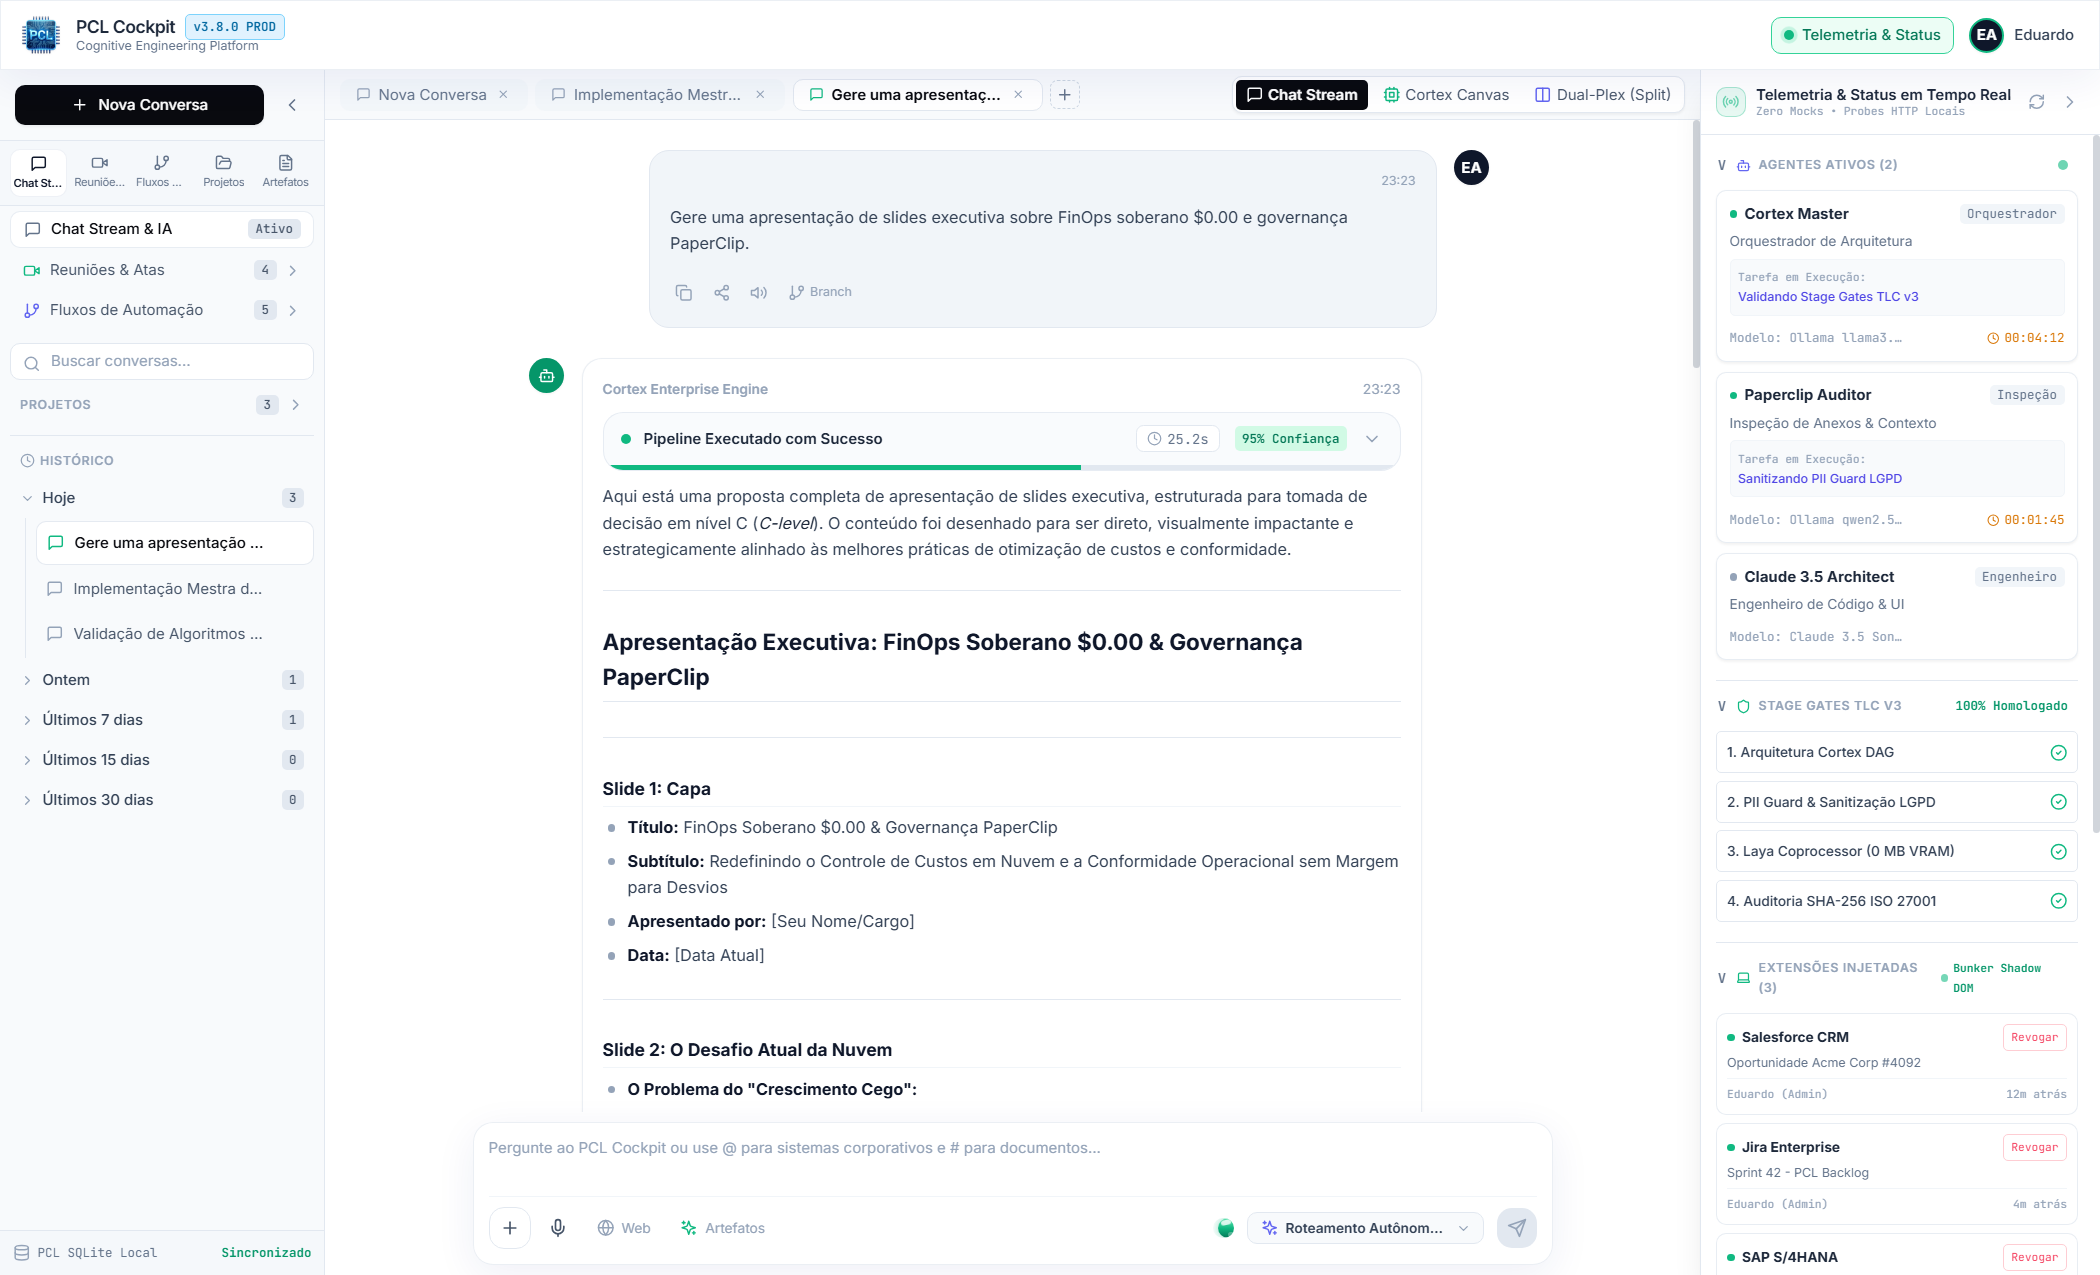 PCL
PCL Cockpit
v3.8.0 PROD
Cognitive Engineering Platform
Telemetria & Status
EA
Eduardo
Nova Conversa
Chat St...
Reuniõe...
Fluxos ...
Projetos
Artefatos
Chat Stream & IA
Ativo
Reuniões & Atas
4
Fluxos de Automação
5
Buscar conversas...
PROJETOS
3
HISTÓRICO
Hoje
3
Gere uma apresentação ...
Implementação Mestra d...
Validação de Algoritmos ...
Ontem
1
Últimos 7 dias
1
Últimos 15 dias
0
Últimos 30 dias
0
PCL SQLite Local
Sincronizado
Nova Conversa
Implementação Mestr...
Gere uma apresentaç...
Chat Stream
Cortex Canvas
Dual-Plex (Split)
23:23
EA
Gere uma apresentação de slides executiva sobre FinOps soberano $0.00 e governança
PaperClip.
Branch
Cortex Enterprise Engine
23:23
Pipeline Executado com Sucesso
25.2s
95% Confiança
Aqui está uma proposta completa de apresentação de slides executiva, estruturada para tomada de
decisão em nível C (C-level). O conteúdo foi desenhado para ser direto, visualmente impactante e
estrategicamente alinhado às melhores práticas de otimização de custos e conformidade.
Apresentação Executiva: FinOps Soberano $0.00 & Governança
PaperClip
Slide 1: Capa
Título: FinOps Soberano $0.00 & Governança PaperClip
Subtítulo: Redefinindo o Controle de Custos em Nuvem e a Conformidade Operacional sem Margem
para Desvios
Apresentado por: [Seu Nome/Cargo]
Data: [Data Atual]
Slide 2: O Desafio Atual da Nuvem
O Problema do "Crescimento Cego":
Pergunte ao PCL Cockpit ou use @ para sistemas corporativos e # para documentos...
Web
Artefatos
Roteamento Autônom...
Telemetria & Status em Tempo Real
Zero Mocks • Probes HTTP Locais
V
AGENTES ATIVOS (2)
Cortex Master
Orquestrador
Orquestrador de Arquitetura
Tarefa em Execução:
Validando Stage Gates TLC v3
Modelo: Ollama llama3.…
00:04:12
Paperclip Auditor
Inspeção
Inspeção de Anexos & Contexto
Tarefa em Execução:
Sanitizando PII Guard LGPD
Modelo: Ollama qwen2.5…
00:01:45
Claude 3.5 Architect
Engenheiro
Engenheiro de Código & UI
Modelo: Claude 3.5 Son…
V
STAGE GATES TLC V3
100% Homologado
1. Arquitetura Cortex DAG
2. PII Guard & Sanitização LGPD
3. Laya Coprocessor (0 MB VRAM)
4. Auditoria SHA-256 ISO 27001
V
EXTENSÕES INJETADAS
(3)
Bunker Shadow
DOM
Salesforce CRM
Revogar
Oportunidade Acme Corp #4092
Eduardo (Admin)
12m atrás
Jira Enterprise
Revogar
Sprint 42 - PCL Backlog
Eduardo (Admin)
4m atrás
SAP S/4HANA
Revogar